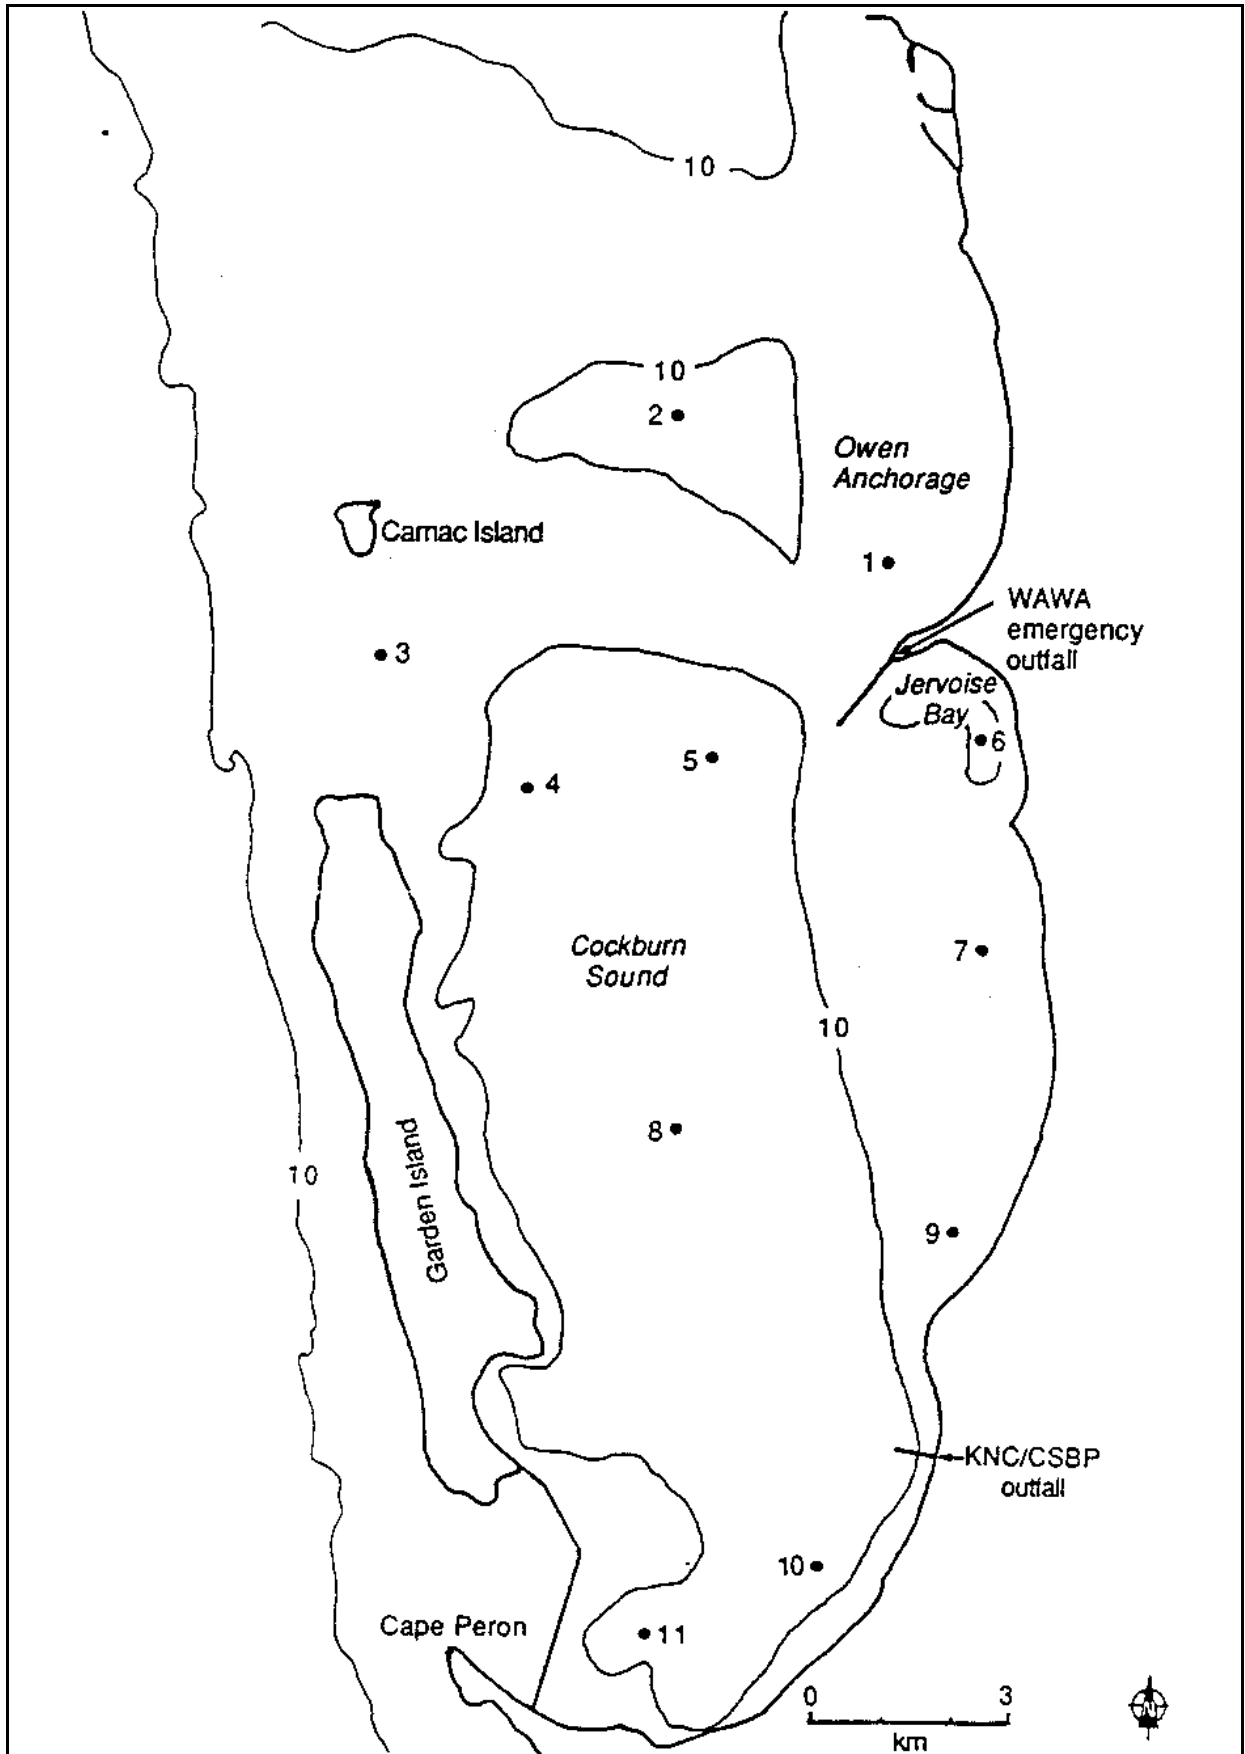 10
10
2
Owen
Anchorage
Carnac Island
1
WAWA
emergency
outfall
3
Jervoise
Bay
6
5
4
Cockburn
Sound
7
10
8
10
Garden Island
9
KNC/CSBP
outfall
10
Cape Peron
11
0 3
km
N